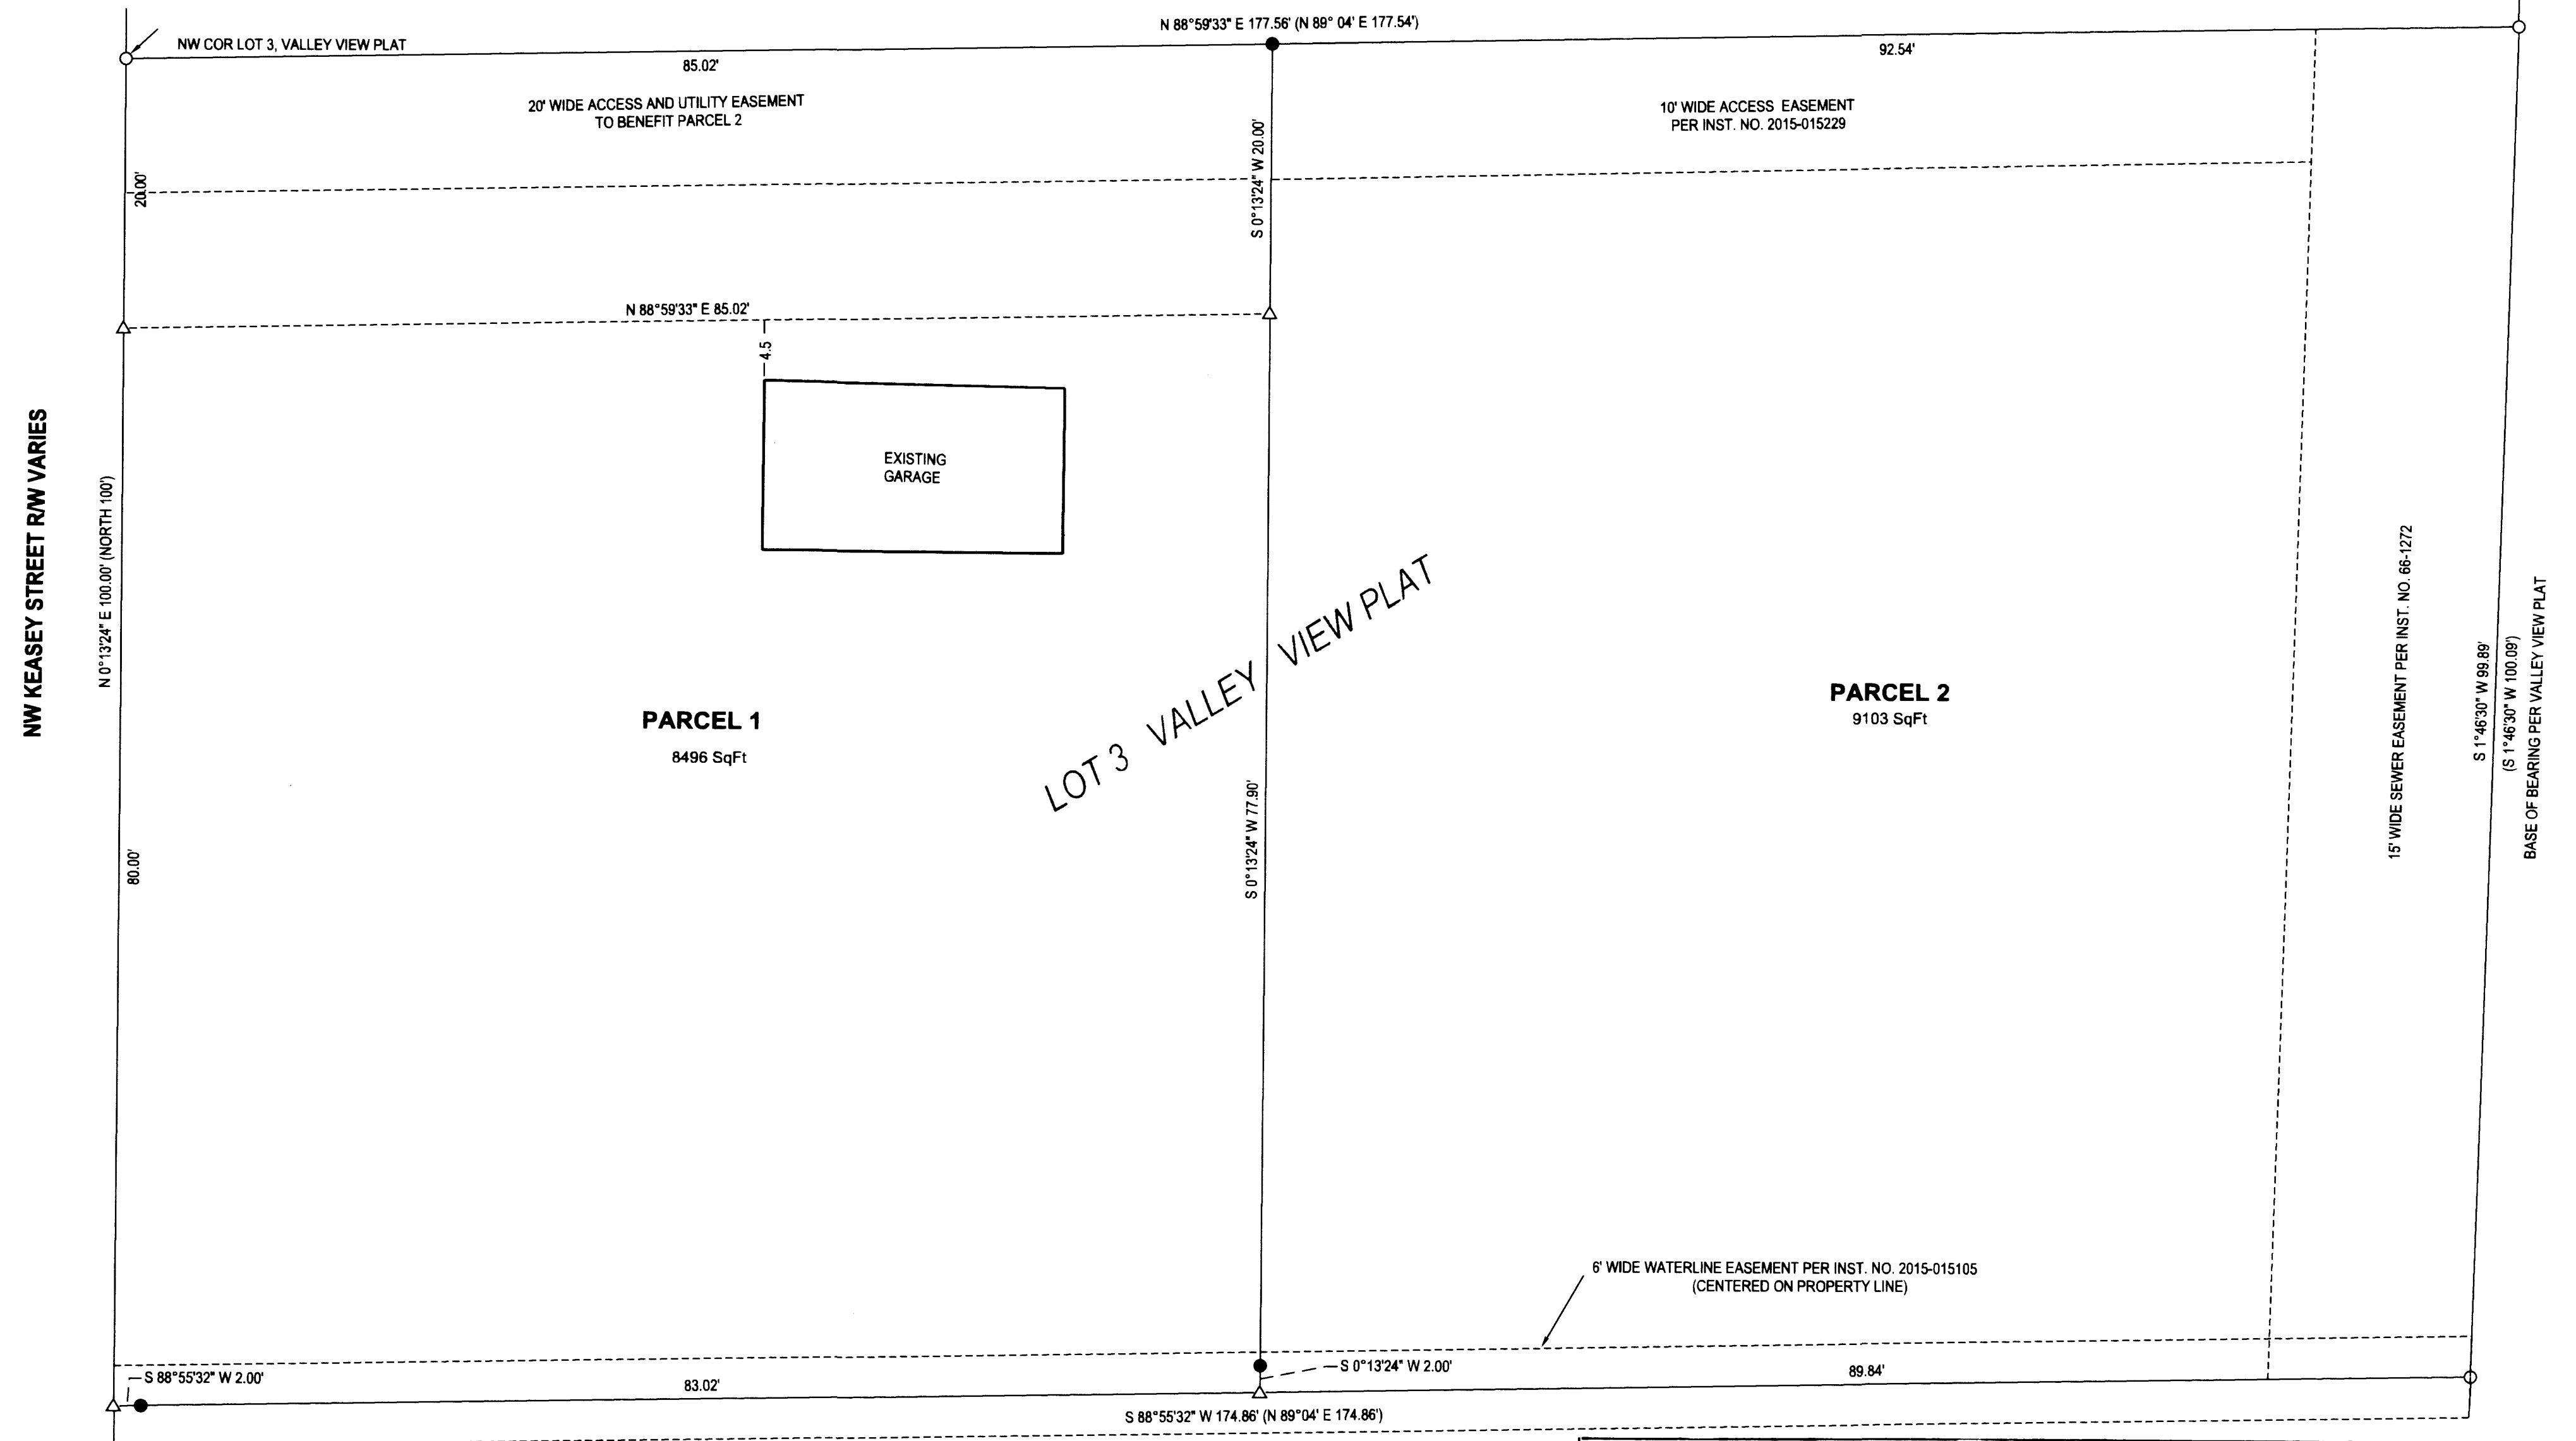 N 88°59'33" E 177.56' (N 89° 04' E 177.54')
NW COR LOT 3, VALLEY VIEW PLAT
85.02'
92.54'
20' WIDE ACCESS AND UTILITY EASEMENT
TO BENEFIT PARCEL 2
10' WIDE ACCESS EASEMENT
PER INST. NO. 2015-015229
20.00'
S 0°13'24" W 20.00'
N 88°59'33" E 85.02'
4.5
EXISTING
GARAGE
NW KEASEY STREET R/W VARIES
N 0°13'24" E 100.00' (NORTH 100')
80.00'
LOT 3 VALLEY VIEW PLAT
PARCEL 1
8496 SqFt
S 0°13'24" W 77.90'
PARCEL 2
9103 SqFt
15' WIDE SEWER EASEMENT PER INST. NO. 66-1272
S 1°46'30" W 99.89'
(S 1°46'30" W 100.09')
BASE OF BEARING PER VALLEY VIEW PLAT
6' WIDE WATERLINE EASEMENT PER INST. NO. 2015-015105
(CENTERED ON PROPERTY LINE)
S 88°55'32" W 2.00'
83.02'
S 0°13'24" W 2.00'
89.84'
S 88°55'32" W 174.86' (N 89°04' E 174.86')